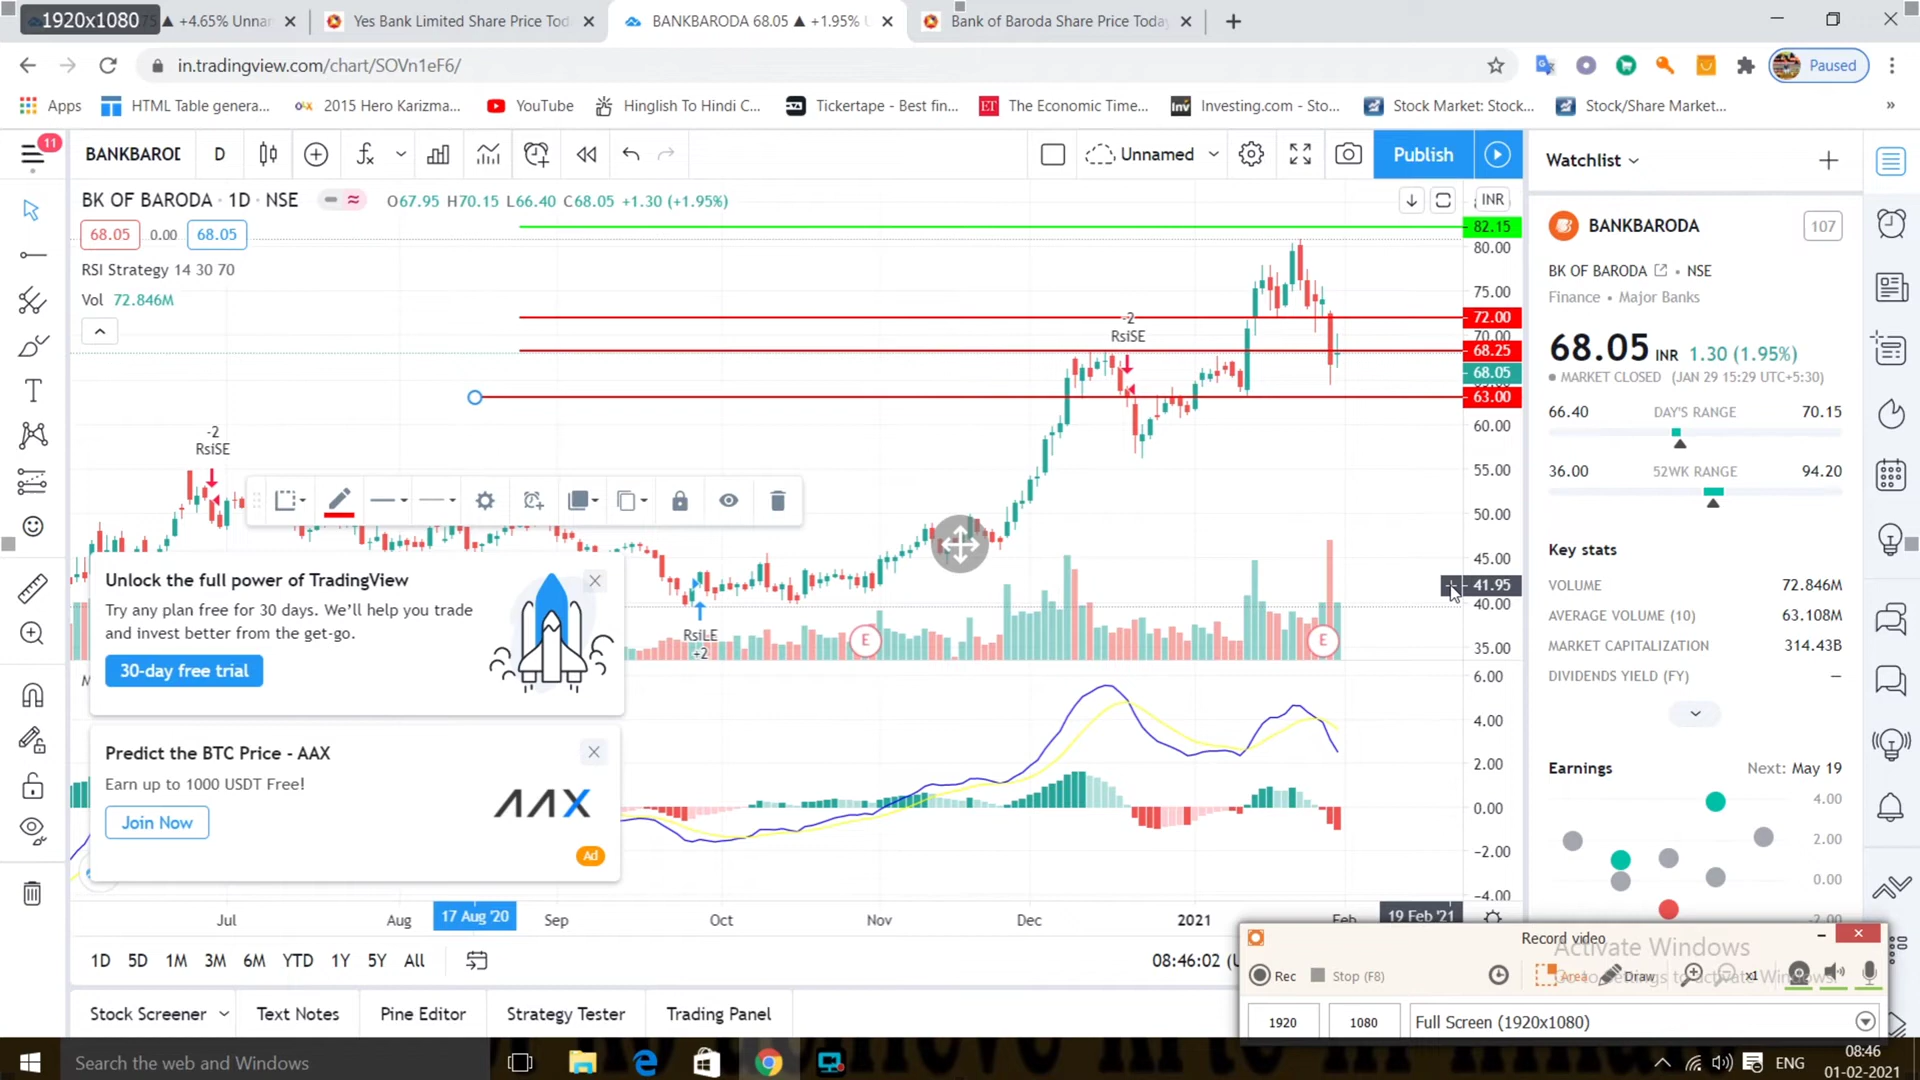 1920x1080
75 ▲ +4.65% Unnar
Yes Bank Limited Share Price Tod
BANKBARODA 68.05 ▲ +1.95% U
Bank of Baroda Share Price Today
in.tradingview.com/chart/SOVn1eF6/
Paused
Apps
HTML Table genera...
2015 Hero Karizma...
YouTube
Hinglish To Hindi C...
Tickertape - Best fin...
The Economic Time...
Investing.com - Sto...
Stock Market: Stock...
Stock/Share Market...
11
BANKBAROD
D
Unnamed
Publish
Watchlist
BK OF BARODA · 1D · NSE
O67.95 H70.15 L66.40 C68.05 +1.30 (+1.95%)
INR
68.05
0.00
68.05
RSI Strategy 14 30 70
Vol 72.846M
82.15
80.00
75.00
72.00
70.00
68.25
68.05
63.00
60.00
55.00
50.00
45.00
41.95
40.00
35.00
6.00
4.00
2.00
0.00
−2.00
−4.00
-2
RsiSE
-2
RsiSE
RsiLE
+2
E
E
Unlock the full power of TradingView
Try any plan free for 30 days. We'll help you trade
and invest better from the get-go.
30-day free trial
Predict the BTC Price - AAX
Earn up to 1000 USDT Free!
AAX
Join Now
Ad
Jul
Aug
17 Aug '20
Sep
Oct
Nov
Dec
2021
Feb
19 Feb '21
1D 5D 1M 3M 6M YTD 1Y 5Y All
08:46:02 (U
Stock Screener
Text Notes
Pine Editor
Strategy Tester
Trading Panel
BANKBARODA
107
BK OF BARODA • NSE
Finance • Major Banks
68.05 INR 1.30 (1.95%)
MARKET CLOSED (JAN 29 15:29 UTC+5:30)
66.40 DAY'S RANGE 70.15
36.00 52WK RANGE 94.20
Key stats
VOLUME 72.846M
AVERAGE VOLUME (10) 63.108M
MARKET CAPITALIZATION 314.43B
DIVIDENDS YIELD (FY) —
Earnings
Next: May 19
4.00
2.00
0.00
-2.00
Record video
Activate Windows
Go to Settings to activate Windows.
Rec
Stop (F8)
Area
Draw
x1
1920
1080
Full Screen (1920x1080)
Search the web and Windows
ENG
08:46
01-02-2021